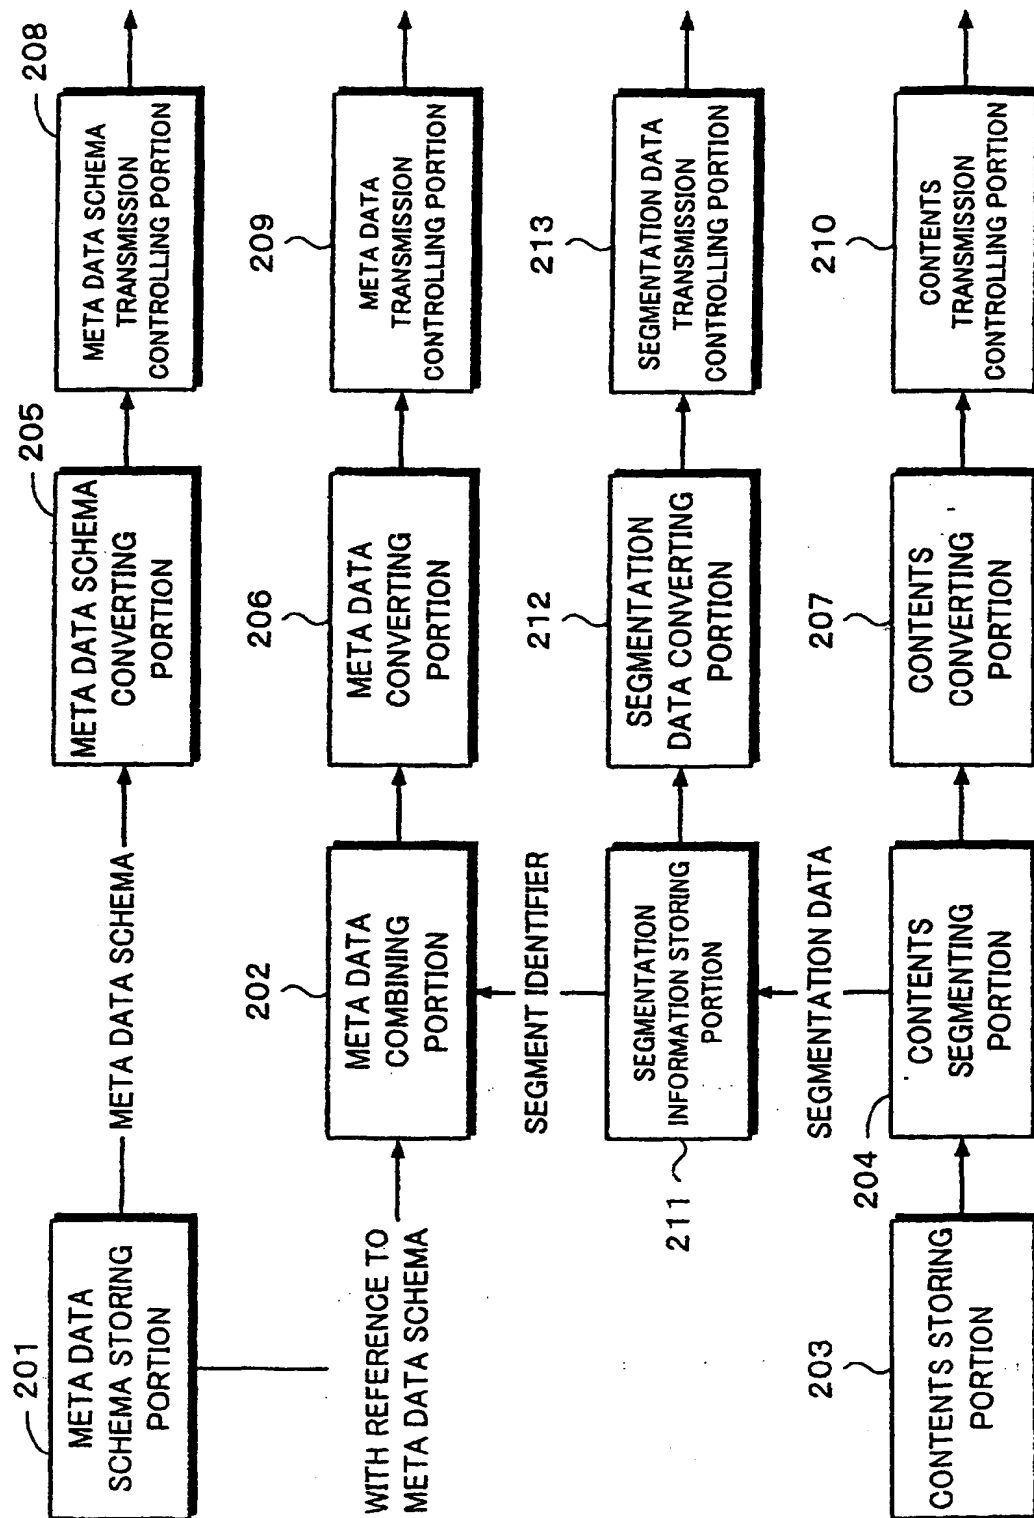 201
META DATA
SCHEMA STORING
PORTION
META DATA SCHEMA
205
META DATA SCHEMA
CONVERTING
PORTION
208
META DATA SCHEMA
TRANSMISSION
CONTROLLING PORTION
WITH REFERENCE TO
META DATA SCHEMA
202
META DATA
COMBINING
PORTION
206
META DATA
CONVERTING
PORTION
209
META DATA
TRANSMISSION
CONTROLLING PORTION
SEGMENT IDENTIFIER
211
SEGMENTATION
INFORMATION STORING
PORTION
212
SEGMENTATION
DATA CONVERTING
PORTION
213
SEGMENTATION DATA
TRANSMISSION
CONTROLLING PORTION
SEGMENTATION DATA
203
CONTENTS STORING
PORTION
204
CONTENTS
SEGMENTING
PORTION
207
CONTENTS
CONVERTING
PORTION
210
CONTENTS
TRANSMISSION
CONTROLLING PORTION